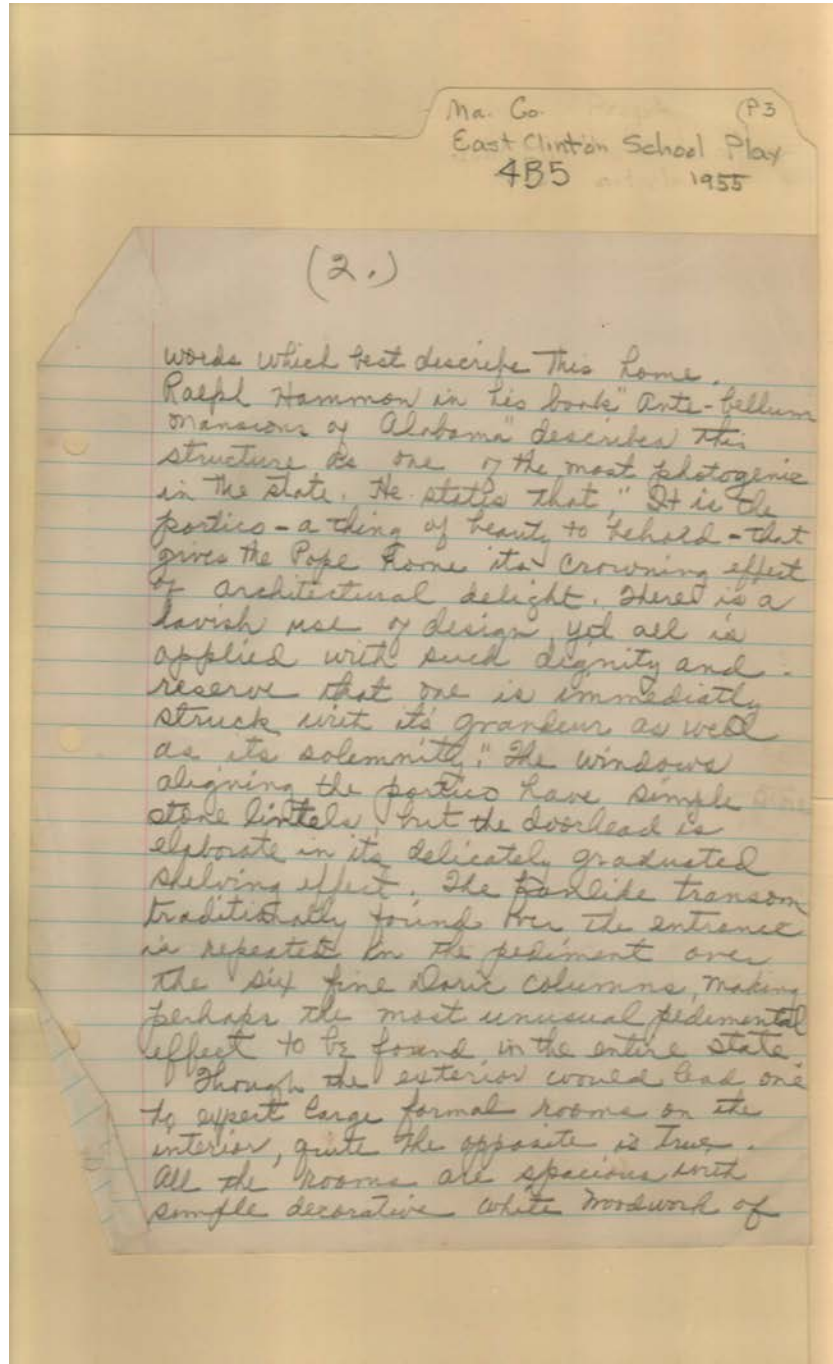 Ma. Co. (P3
East Clinton School Play
4B5 1955
(2.)
words which best describe this home.
Ralph Hammon in his book "Ante-bellum
Mansions of Alabama" describes this
structure as one of the most photogenic
in the state. He states that, "It is the
portico - a thing of beauty to behold - that
gives the Pope Home its crowning effect
of architectural delight. There is a
lavish use of design, yet all is
applied with such dignity and
reserve that one is immediatly
struck with it's grandeur as well
as its solemnity." The windows
aligning the portico have simple
stone lintels, but the doorhead is
elaborate in its delicately graduated
shelving effect. The fanlike transom
traditionally found over the entrance
is repeated in the pediment over
the six fine Doric columns, making
perhaps the most unusual pedimental
effect to be found in the entire state.
Though the exterior would lead one
to expect large formal rooms on the
interior, quite the opposite is true.
All the rooms are spacious with
simple decorative white woodwork of